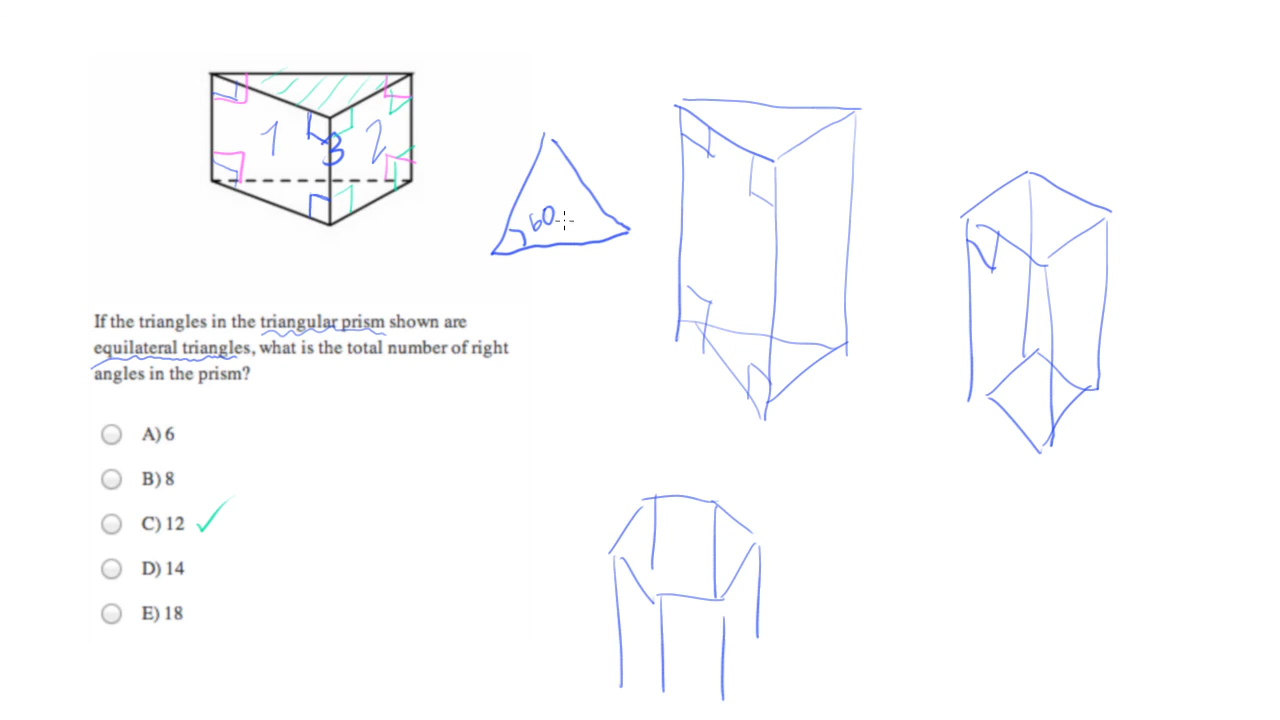 1 3 2
60
If the triangles in the triangular prism shown are
equilateral triangles, what is the total number of right
angles in the prism?
A) 6
B) 8
C) 12
D) 14
E) 18